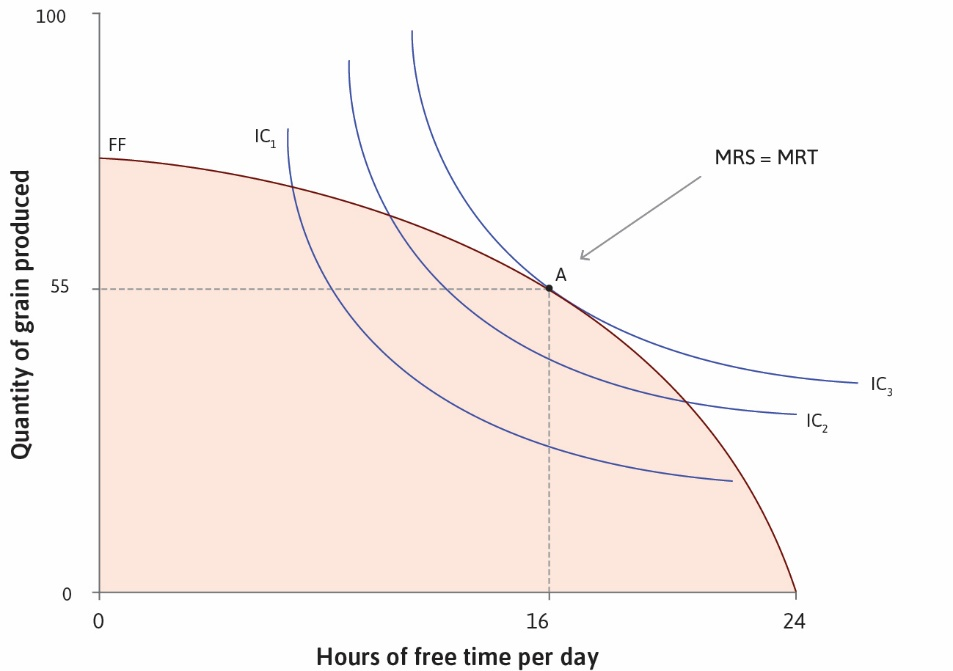 100
FF
IC1
MRS = MRT
A
55
IC3
IC2
0
0
16
24
Quantity of grain produced
Hours of free time per day